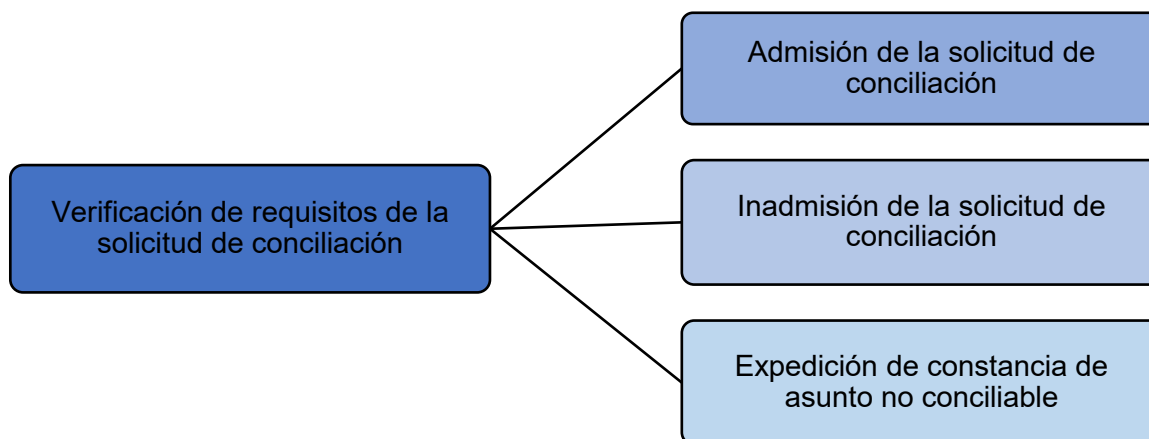 Admisión de la solicitud de
conciliación
Verificación de requisitos de la
solicitud de conciliación
Inadmisión de la solicitud de
conciliación
Expedición de constancia de
asunto no conciliable